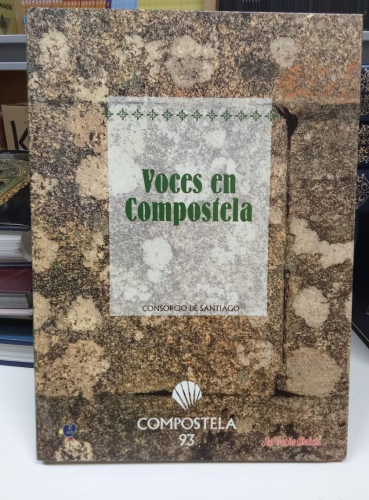 Voces en
Compostela
CONSORCIO DE SANTIAGO
COMPOSTELA
93